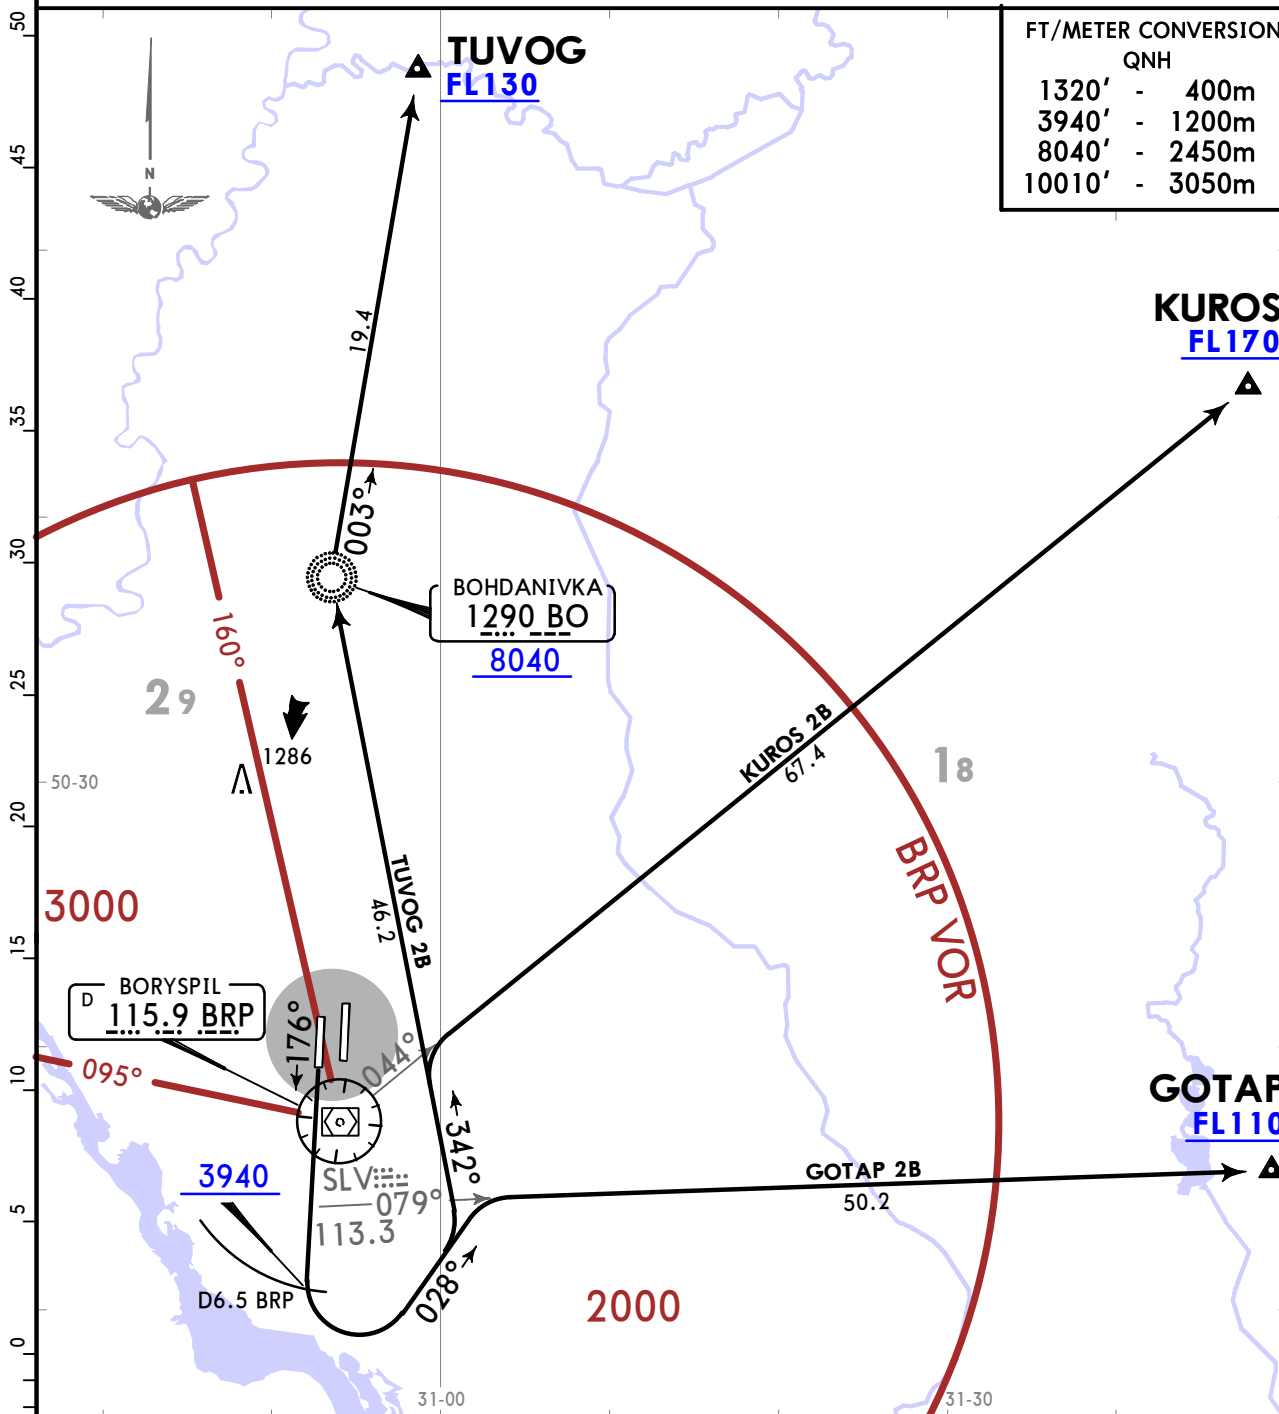 50
45
40
35
30
25
20
15
10
5
0
N
TUVOG
FL130
FT/METER CONVERSION
QNH
1320' - 400m
3940' - 1200m
8040' - 2450m
10010' - 3050m
KUROS
FL170
19.4
003°
BOHDANIVKA
1290 BO
8040
160°
29
1286
50-30
KUROS 2B
67.4
18
BRP VOR
TUVOG 2B
46.2
3000
D
BORYSPIL
115.9 BRP
176°
044°
095°
342°
GOTAP
FL110
3940
SLV
079°
113.3
GOTAP 2B
50.2
D6.5 BRP
028°
2000
31-00
31-30